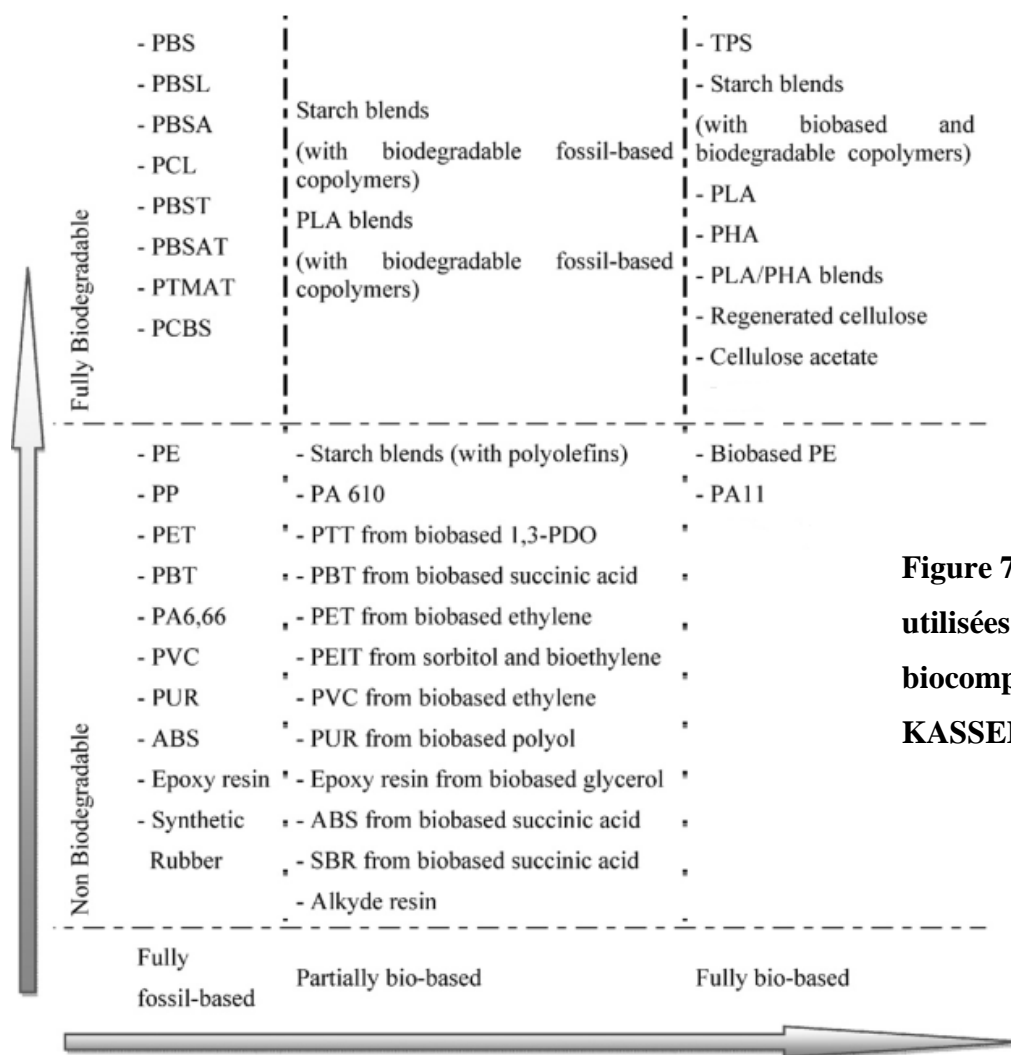 - PBS
- PBSL
- PBSA
- PCL
- PBST
- PBSAT
- PTMAT
- PCBS
Starch blends
(with biodegradable fossil-based
copolymers)
PLA blends
(with biodegradable fossil-based
copolymers)
- TPS
- Starch blends
(with biobased and
biodegradable copolymers)
- PLA
- PHA
- PLA/PHA blends
- Regenerated cellulose
- Cellulose acetate
Fully Biodegradable
- PE
- PP
- PET
- PBT
- PA6,66
- PVC
- PUR
- ABS
- Epoxy resin
- Synthetic
Rubber
- Starch blends (with polyolefins)
- PA 610
- PTT from biobased 1,3-PDO
- PBT from biobased succinic acid
- PET from biobased ethylene
- PEIT from sorbitol and bioethylene
- PVC from biobased ethylene
- PUR from biobased polyol
- Epoxy resin from biobased glycerol
- ABS from biobased succinic acid
- SBR from biobased succinic acid
- Alkyde resin
- Biobased PE
- PA11
Non Biodegradable
Fully
fossil-based
Partially bio-based
Fully bio-based
Figure 7
utilisées
biocomp